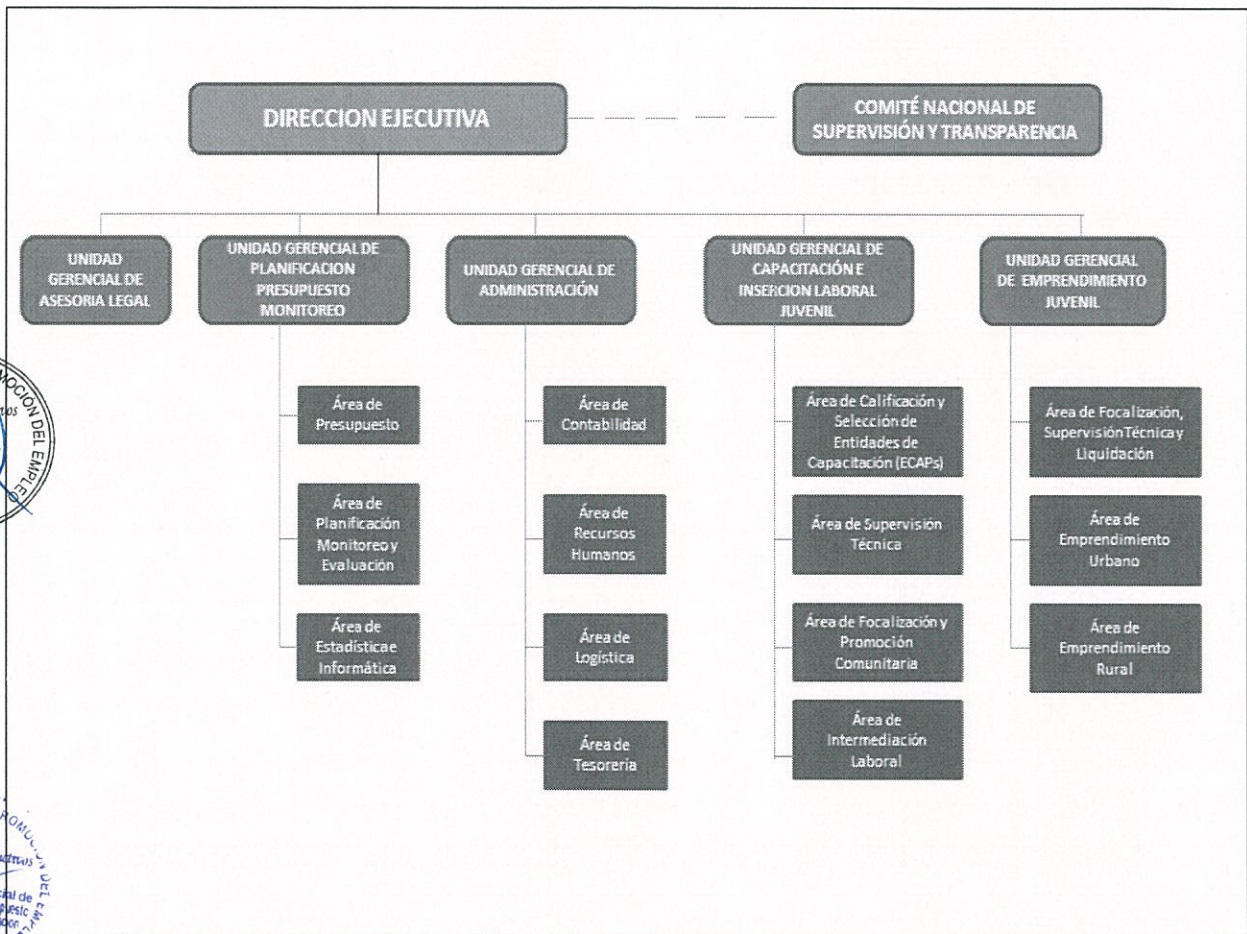 DIRECCION EJECUTIVA
COMITÉ NACIONAL DE
SUPERVISIÓN Y TRANSPARENCIA
UNIDAD
GERENCIAL DE
ASESORIA LEGAL
UNIDAD GERENCIAL DE
PLANIFICACION
PRESUPUESTO
MONITOREO
UNIDAD GERENCIAL DE
ADMINISTRACIÓN
UNIDAD GERENCIAL DE
CAPACITACIÓN E
INSERCION LABORAL
JUVENIL
UNIDAD GERENCIAL
DE EMPRENDIMIENTO
JUVENIL
Área de
Presupuesto
Área de
Planificación
Monitoreo y
Evaluación
Área de
Estadística e
Informática
Área de
Contabilidad
Área de
Recursos
Humanos
Área de
Logística
Área de
Tesorería
Área de Calificación y
Selección de
Entidades de
Capacitación (ECAPs)
Área de Supervisión
Técnica
Área de Focalización y
Promoción
Comunitaria
Área de
Intermediación
Laboral
Área de Focalización,
Supervisión Técnica y
Liquidación
Área de
Emprendimiento
Urbano
Área de
Emprendimiento
Rural
MOCIÓN DEL EMPLEO